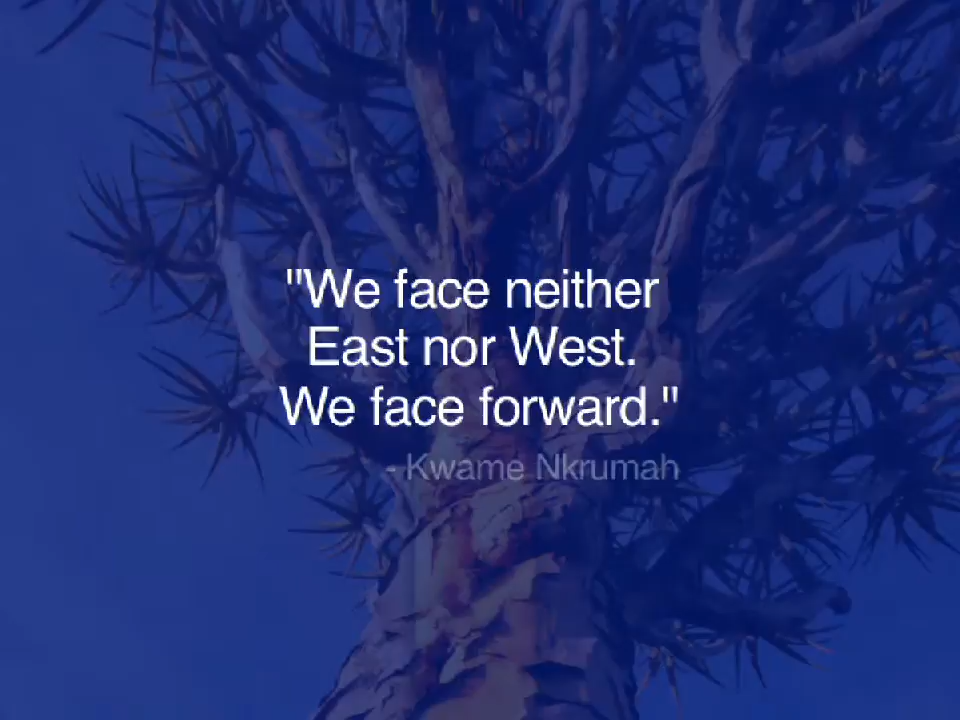 "We face neither
East nor West.
We face forward."
- Kwame Nkrumah